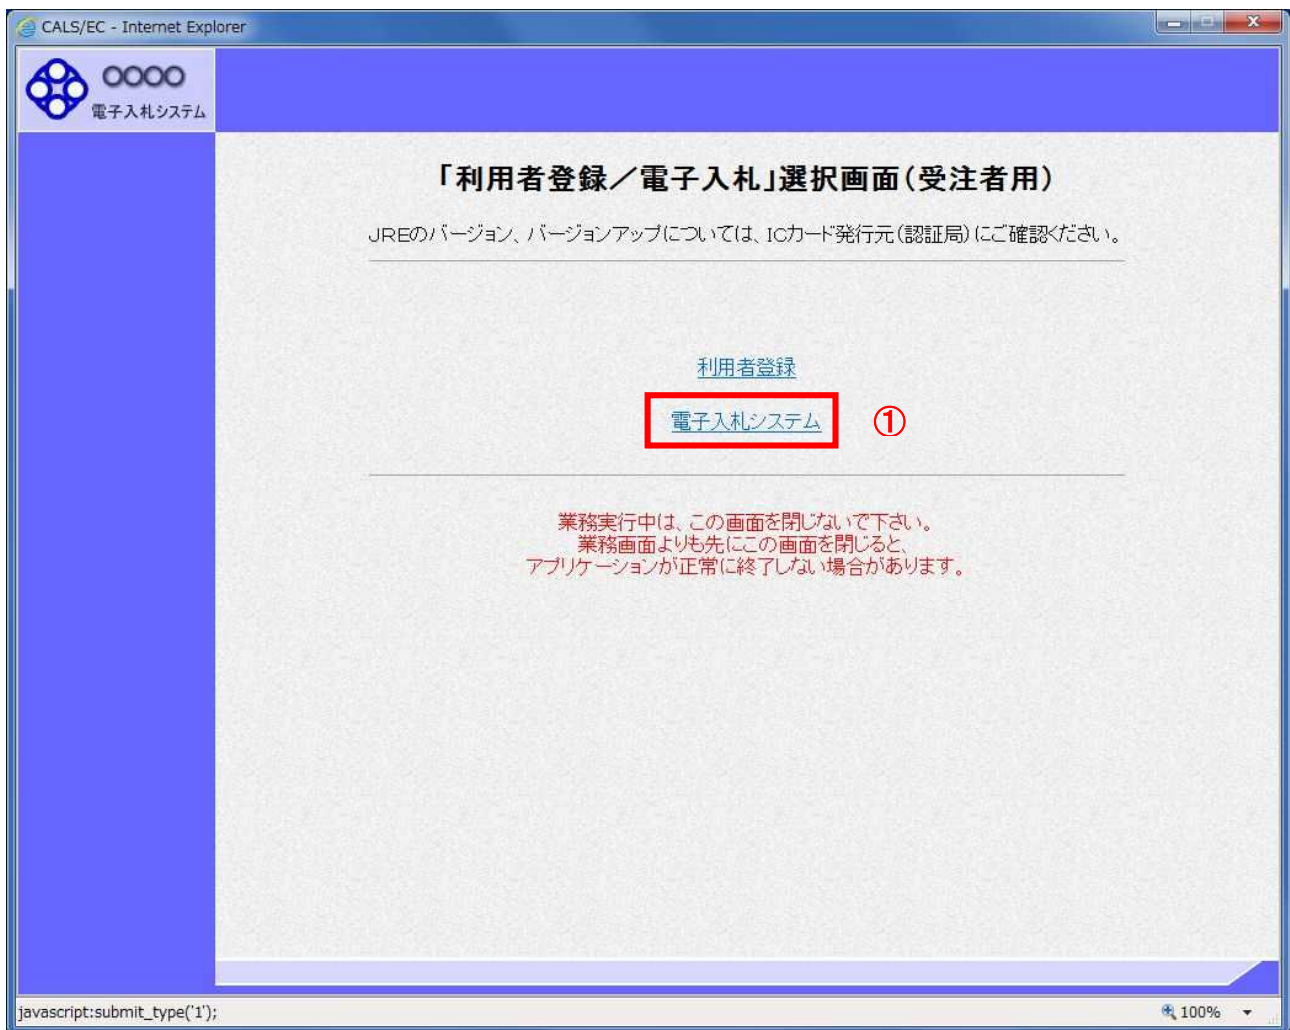 CALS/EC - Internet Explorer
〇〇〇〇
電子入札システム
「利用者登録／電子入札」選択画面(受注者用)
JREのバージョン、バージョンアップについては、ICカード発行元(認証局)にご確認ください。
利用者登録
電子入札システム ①
業務実行中は、この画面を閉じないで下さい。
業務画面よりも先にこの画面を閉じると、
アプリケーションが正常に終了しない場合があります。
javascript:submit_type('1');
100%